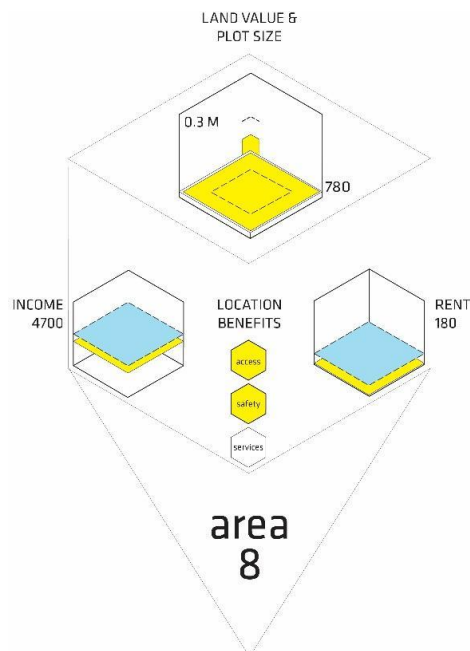 LAND VALUE &
PLOT SIZE
0.3 M
780
INCOME
4700
LOCATION
BENEFITS
RENT
180
access
safety
services
area
8